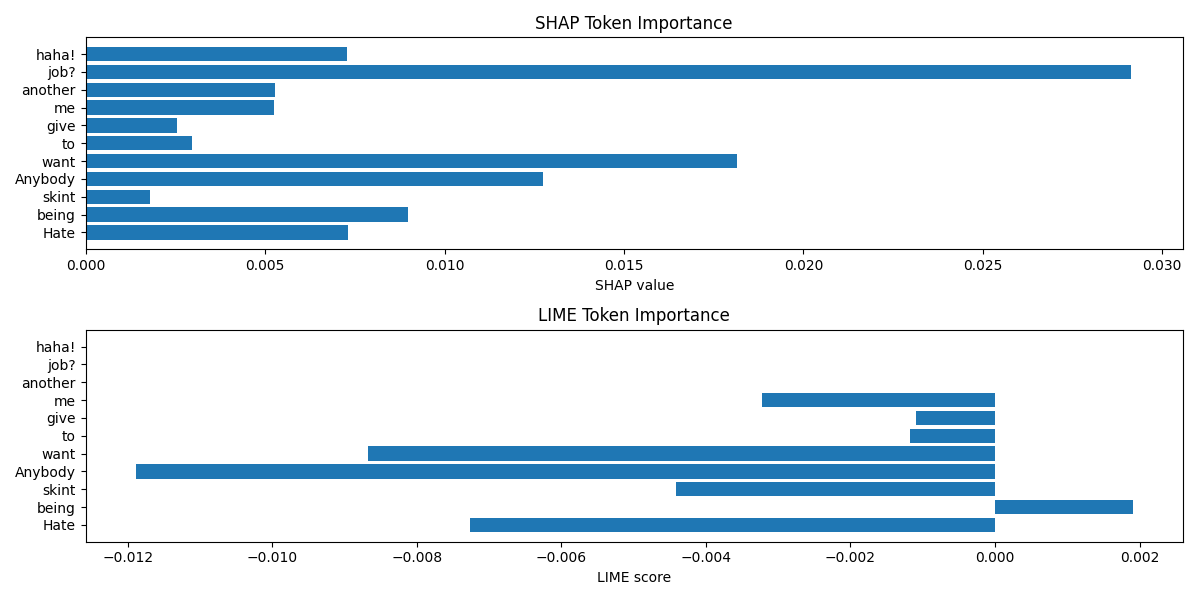 SHAP Token Importance
haha!
job?
another
me
give
to
want
Anybody
skint
being
Hate
0.000 0.005 0.010 0.015 0.020 0.025 0.030
SHAP value
LIME Token Importance
haha!
job?
another
me
give
to
want
Anybody
skint
being
Hate
−0.012 −0.010 −0.008 −0.006 −0.004 −0.002 0.000 0.002
LIME score